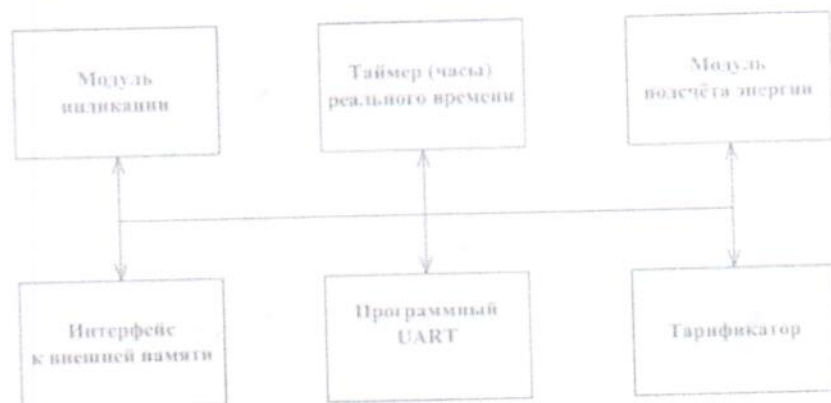 Модуль
индикации
Таймер (часы)
реального времени
Модуль
подсчёта энергии
Интерфейс
к внешней памяти
Программный
UART
Тарификатор